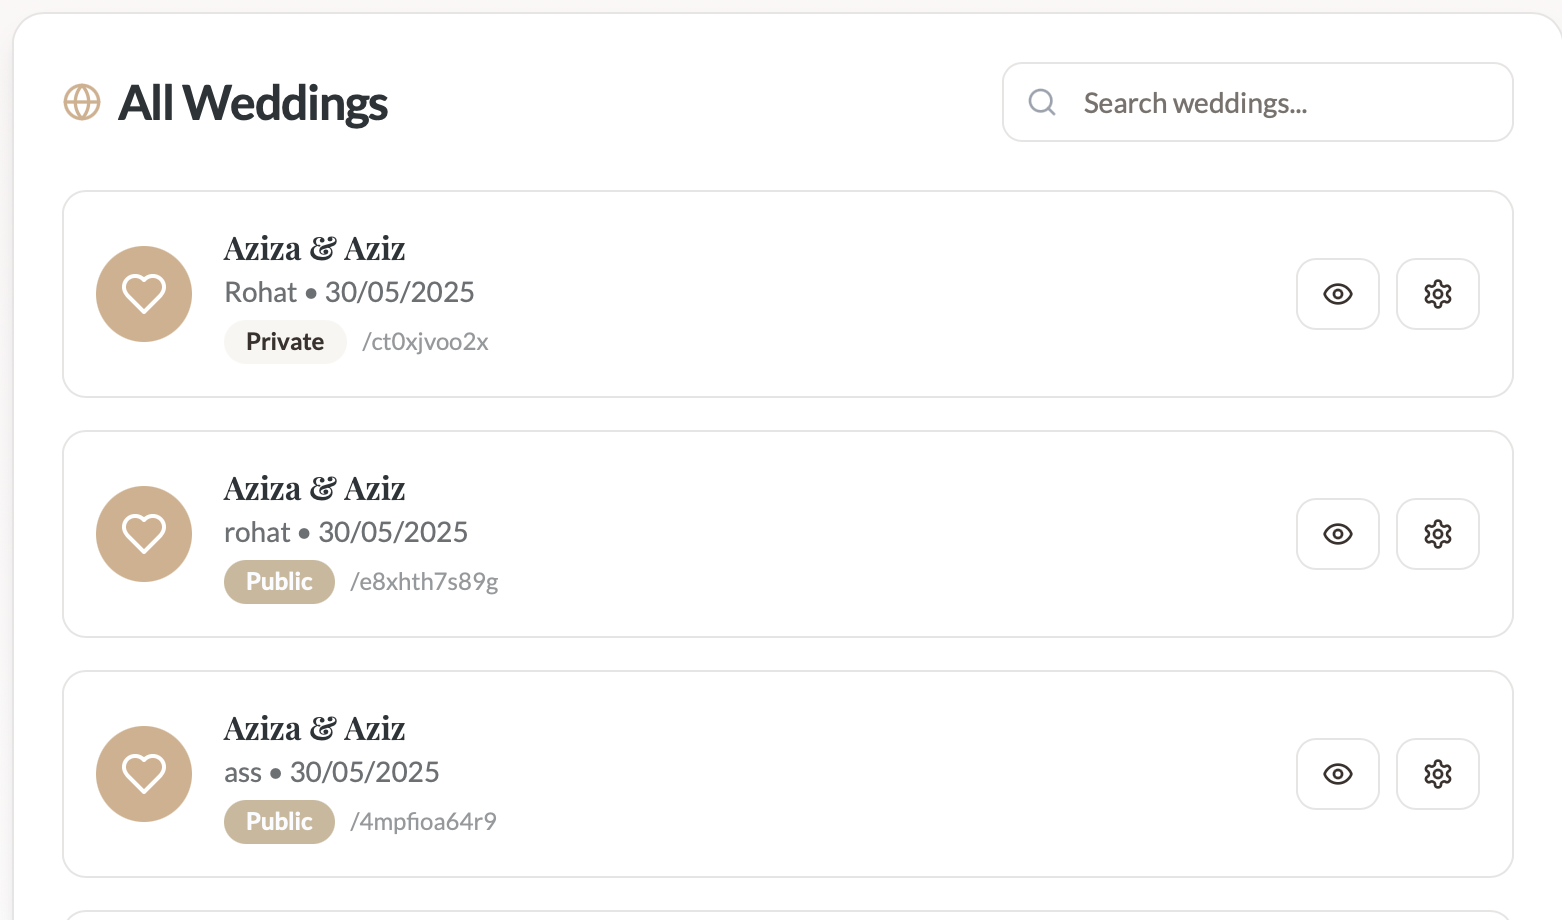 All Weddings
Search weddings...
Aziza & Aziz
Rohat • 30/05/2025
Private /ct0xjvoo2x
Aziza & Aziz
rohat • 30/05/2025
Public /e8xhth7s89g
Aziza & Aziz
ass • 30/05/2025
Public /4mpfioa64r9